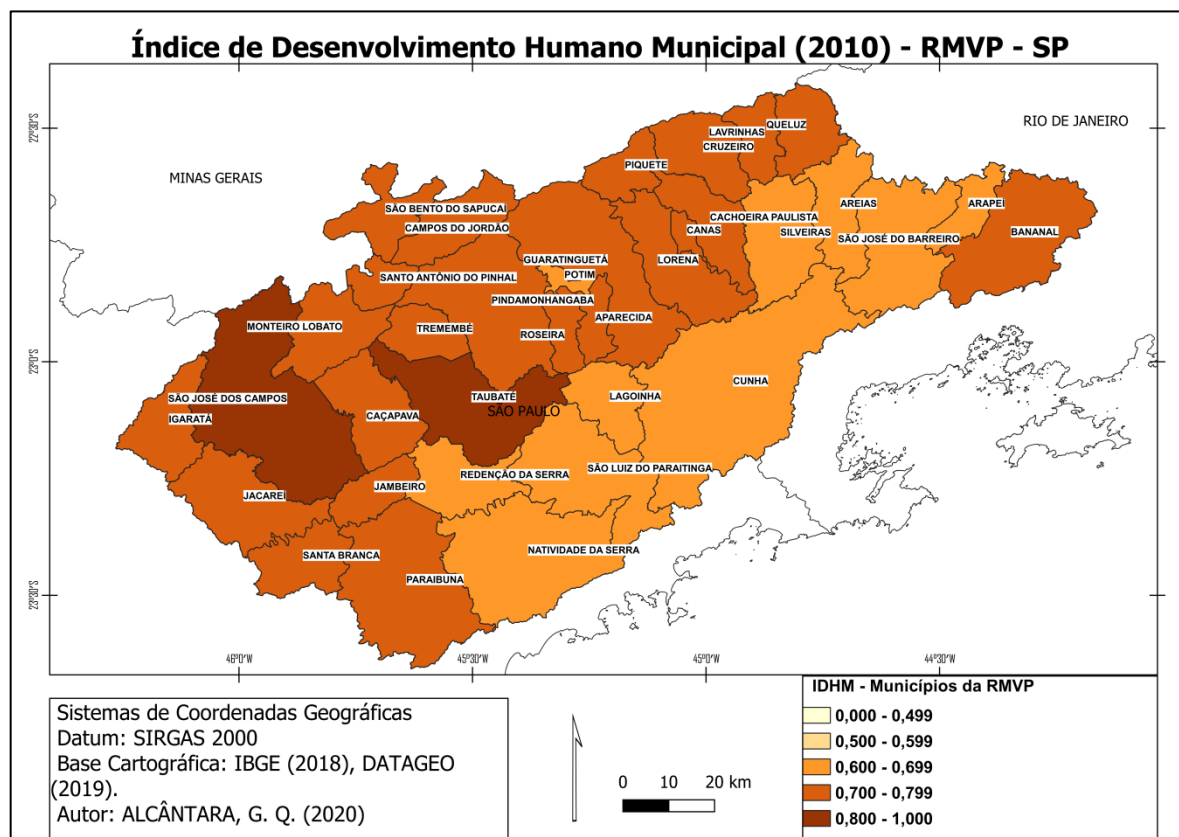 Índice de Desenvolvimento Humano Municipal (2010) - RMVP - SP
RIO DE JANEIRO
MINAS GERAIS
QUELUZ
LAVRINHAS
CRUZEIRO
PIQUETE
SÃO BENTO DO SAPUCAÍ
CAMPOS DO JORDÃO
CACHOEIRA PAULISTA
AREIAS
ARAPEÍ
CANAS
SILVEIRAS
SÃO JOSÉ DO BARREIRO
BANANAL
GUARATINGUETÁ
LORENA
SANTO ANTÔNIO DO PINHAL
POTIM
PINDAMONHANGABA
APARECIDA
MONTEIRO LOBATO
TREMEMBÉ
ROSEIRA
CUNHA
SÃO JOSÉ DOS CAMPOS
TAUBATÉ
LAGOINHA
IGARATÁ
CAÇAPAVA
SÃO PAULO
REDENÇÃO DA SERRA
SÃO LUIZ DO PARAITINGA
JACAREÍ
JAMBEIRO
SANTA BRANCA
NATIVIDADE DA SERRA
PARAIBUNA
22°30'S
23°0'S
23°30'S
46°0'W
45°30'W
45°0'W
44°30'W
Sistemas de Coordenadas Geográficas
Datum: SIRGAS 2000
Base Cartográfica: IBGE (2018), DATAGEO
(2019).
Autor: ALCÂNTARA, G. Q. (2020)
0 10 20 km
IDHM - Municípios da RMVP
0,000 - 0,499
0,500 - 0,599
0,600 - 0,699
0,700 - 0,799
0,800 - 1,000